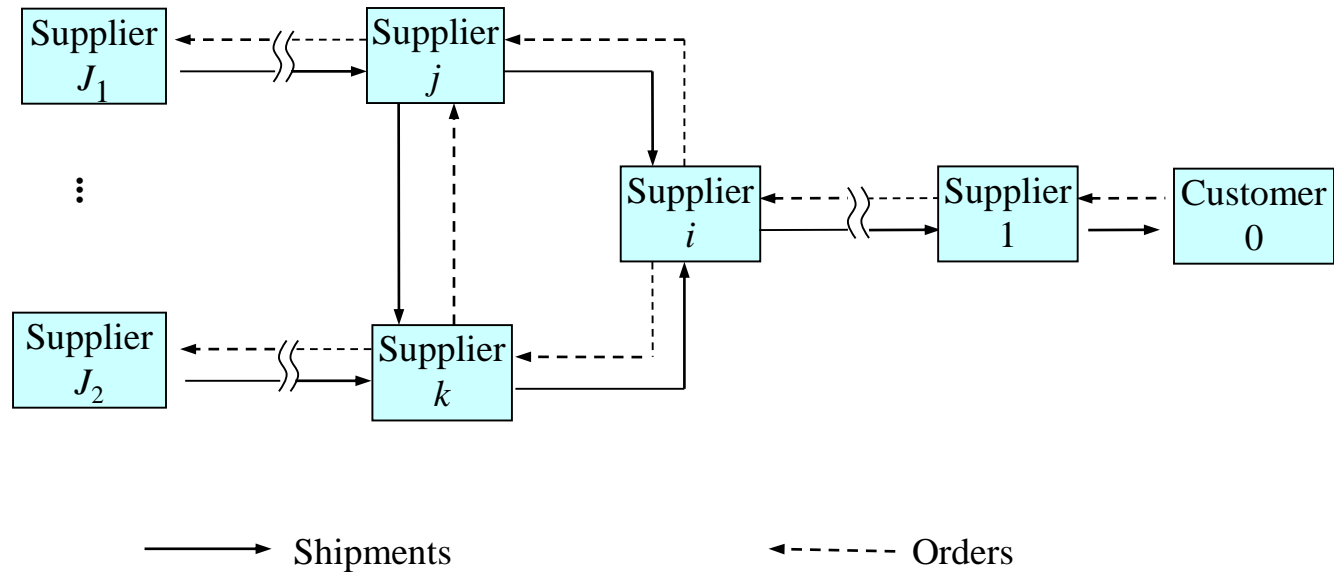 Supplier
J₁
Supplier
j
Supplier
i
Supplier
1
Customer
0
⋮
Supplier
J₂
Supplier
k
Shipments
Orders